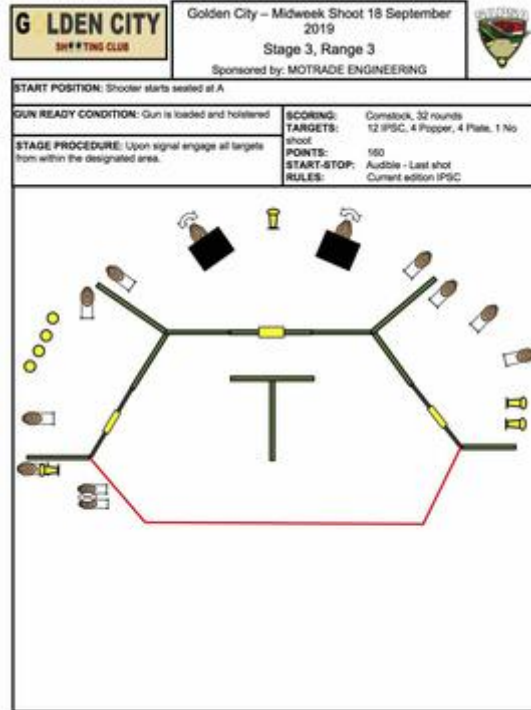 G LDEN CITY
SH**TING CLUB
Golden City – Midweek Shoot 18 September
2019
Stage 3, Range 3
Sponsored by: MOTRADE ENGINEERING
START POSITION: Shooter starts seated at A
GUN READY CONDITION: Gun is loaded and holstered
STAGE PROCEDURE: Upon signal engage all targets
from within the designated area.
SCORING: Comstock, 32 rounds
TARGETS: 12 IPSC, 4 Popper, 4 Plate, 1 No
shoot
POINTS: 160
START-STOP: Audible - Last shot
RULES: Current edition IPSC